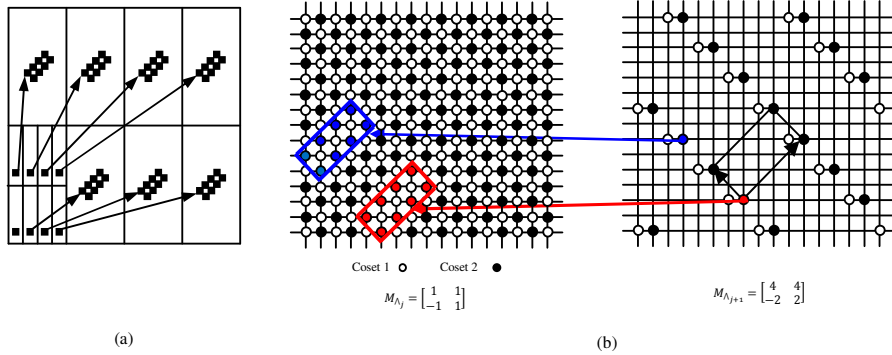 Coset 1 Coset 2
M_{Λ_j} = [1 1; -1 1]
M_{Λ_{j+1}} = [4 4; -2 2]
(a) (b)